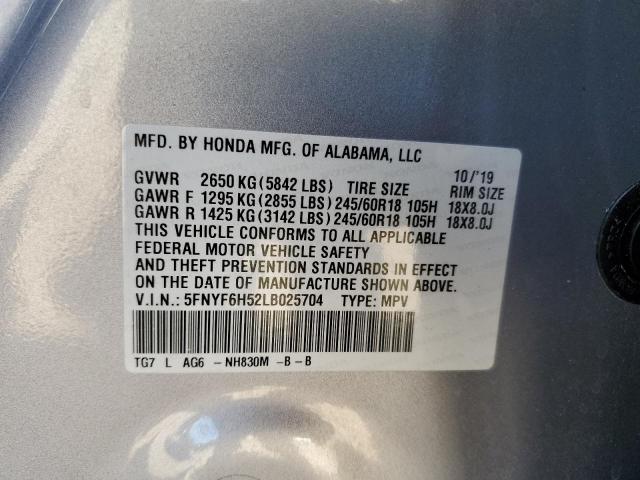 MFD. BY HONDA MFG. OF ALABAMA, LLC
10/'19
GVWR 2650 KG (5842 LBS) TIRE SIZE RIM SIZE
GAWR F 1295 KG (2855 LBS) 245/60R18 105H 18X8.0J
GAWR R 1425 KG (3142 LBS) 245/60R18 105H 18X8.0J
THIS VEHICLE CONFORMS TO ALL APPLICABLE
FEDERAL MOTOR VEHICLE SAFETY
AND THEFT PREVENTION STANDARDS IN EFFECT
ON THE DATE OF MANUFACTURE SHOWN ABOVE.
V.I.N.: 5FNYF6H52LB025704 TYPE: MPV
TG7 L AG6 - NH830M - B - B